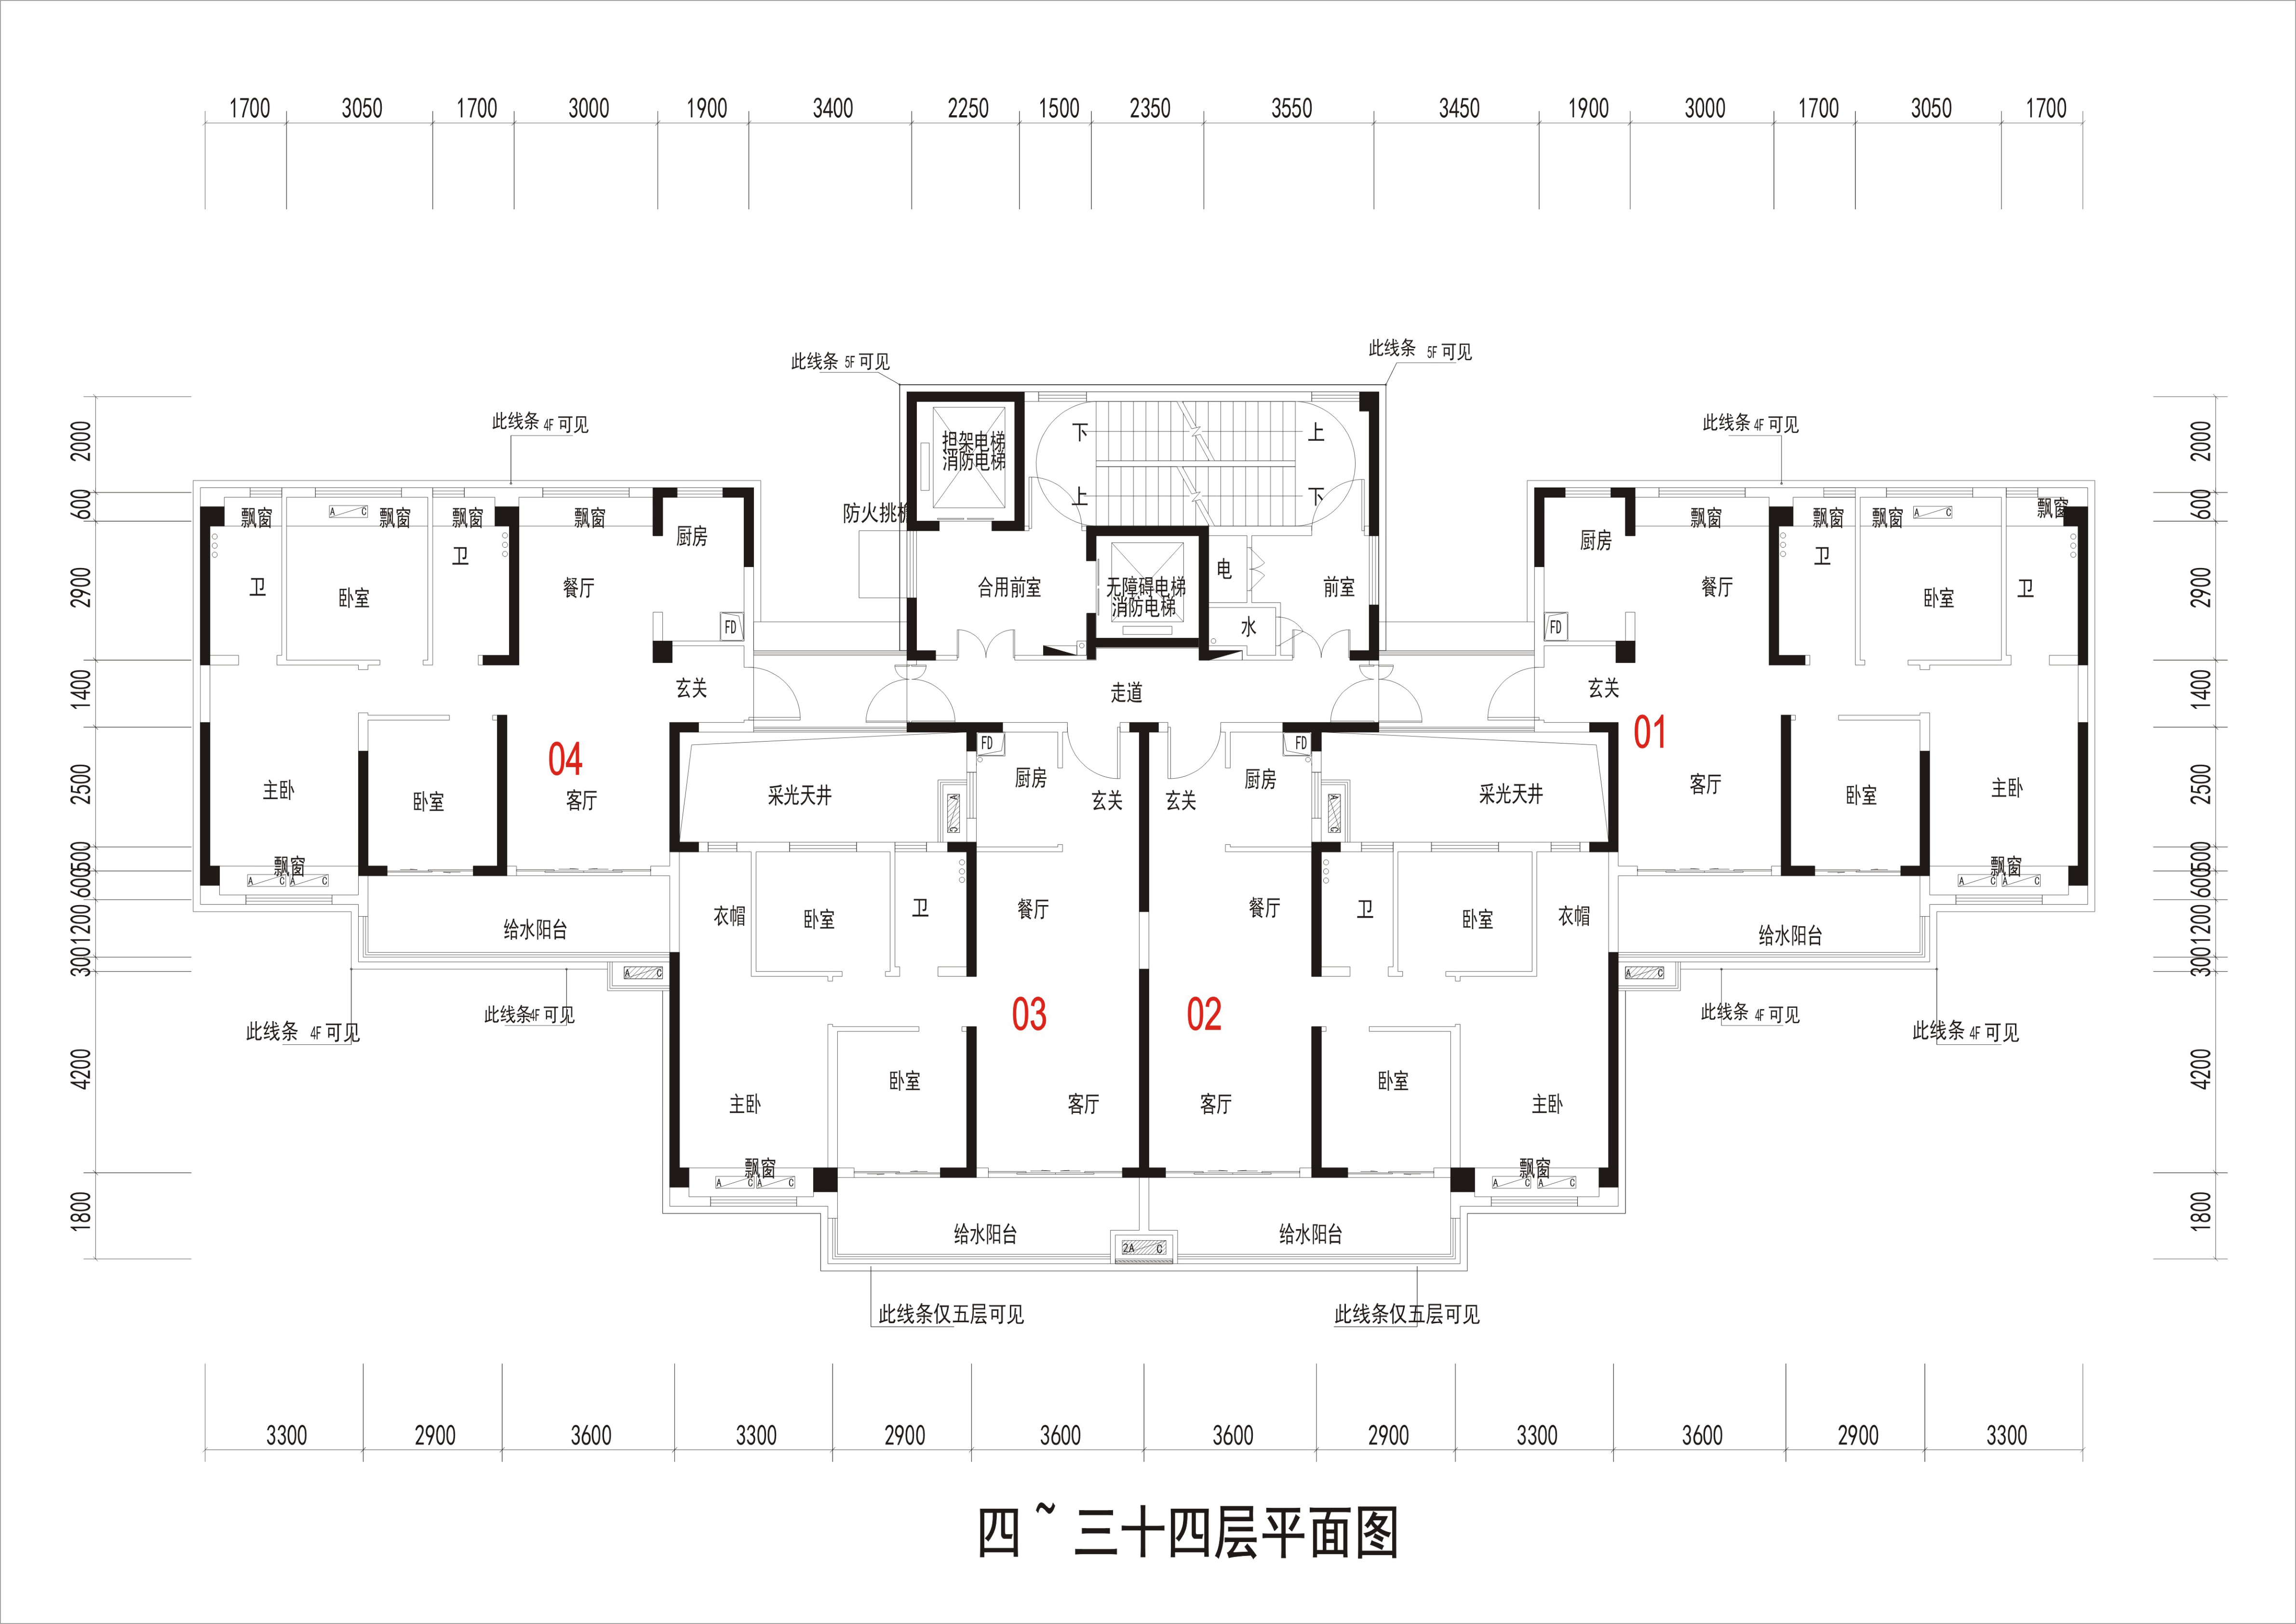 1700 3050 1700 3000 1900 3400 2250 1500 2350 3550 3450 1900 3000 1700 3050 1700
此线条 5F 可见
此线条 5F 可见
此线条 4F 可见
此线条 4F 可见
2000
600
2900
1400
2500
500
600
1200
300
4200
1800
2000
600
2900
1400
2500
500
600
1200
300
4200
1800
担架电梯
消防电梯
下
上
上
下
防火挑檐
合用前室
无障碍电梯
消防电梯
电
水
前室
走道
飘窗
A C
飘窗
飘窗
飘窗
厨房
卫
卧室
卫
餐厅
FD
玄关
04
主卧
卧室
客厅
飘窗
A C A C
给水阳台
A C
此线条 4F 可见
此线条4F 可见
飘窗
飘窗
飘窗
A C
飘窗
厨房
餐厅
卫
卧室
卫
FD
玄关
01
客厅
卧室
主卧
飘窗
A C A C
给水阳台
A C
此线条 4F 可见
此线条 4F 可见
采光天井
A C
FD
厨房
玄关
衣帽
卧室
卫
餐厅
03
主卧
卧室
客厅
飘窗
A C A C
给水阳台
2A C
玄关
厨房
FD
A C
采光天井
餐厅
卫
卧室
衣帽
02
客厅
卧室
主卧
飘窗
A C A C
给水阳台
此线条仅五层可见
此线条仅五层可见
3300 2900 3600 3300 2900 3600 3600 2900 3300 3600 2900 3300
四~三十四层平面图